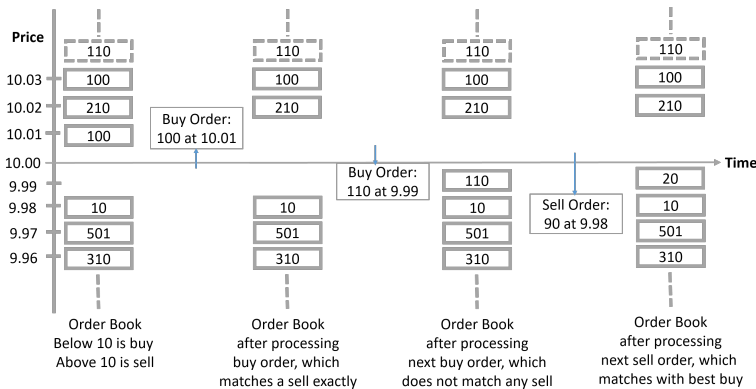 Price
110
110
110
110
10.03
100
100
100
100
10.02
210
210
210
210
10.01
100
Buy Order:
100 at 10.01
10.00
Time
Buy Order:
110 at 9.99
9.99
110
20
Sell Order:
90 at 9.98
9.98
10
10
10
10
9.97
501
501
501
501
9.96
310
310
310
310
Order Book
Below 10 is buy
Above 10 is sell
Order Book
after processing
buy order, which
matches a sell exactly
Order Book
after processing
next buy order, which
does not match any sell
Order Book
after processing
next sell order, which
matches with best buy